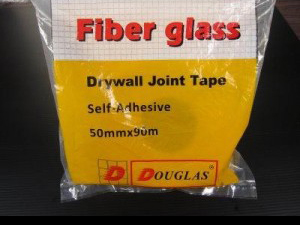 Fiber glass
Drywall Joint Tape
Self-Adhesive
50mmx90m
D DOUGLAS®